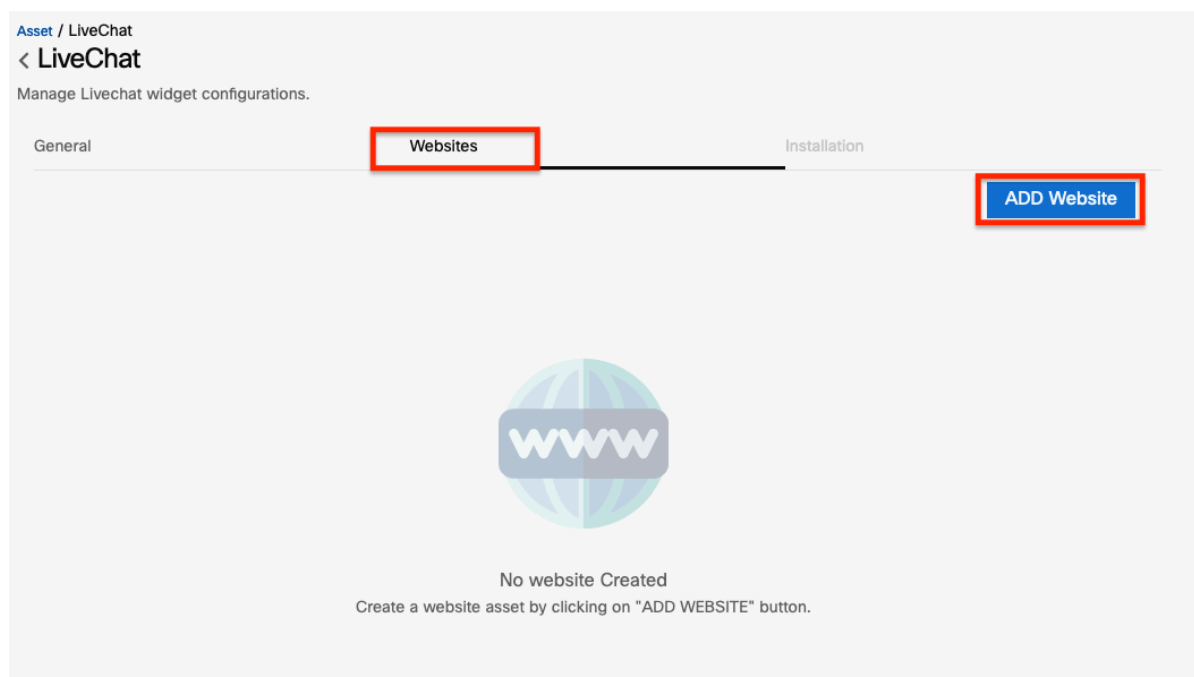 Asset / LiveChat
< LiveChat
Manage Livechat widget configurations.
General Websites Installation
ADD Website
www
No website Created
Create a website asset by clicking on "ADD WEBSITE" button.